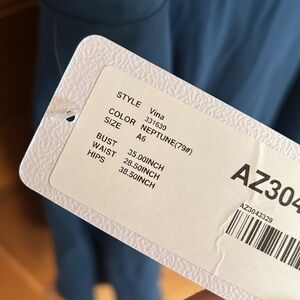 STYLE Vina
331630
COLOR NEPTUNE(79#)
SIZE A6
BUST 35.00INCH
WAIST 28.50INCH
HIPS 38.50INCH
AZ304
AZ3043329